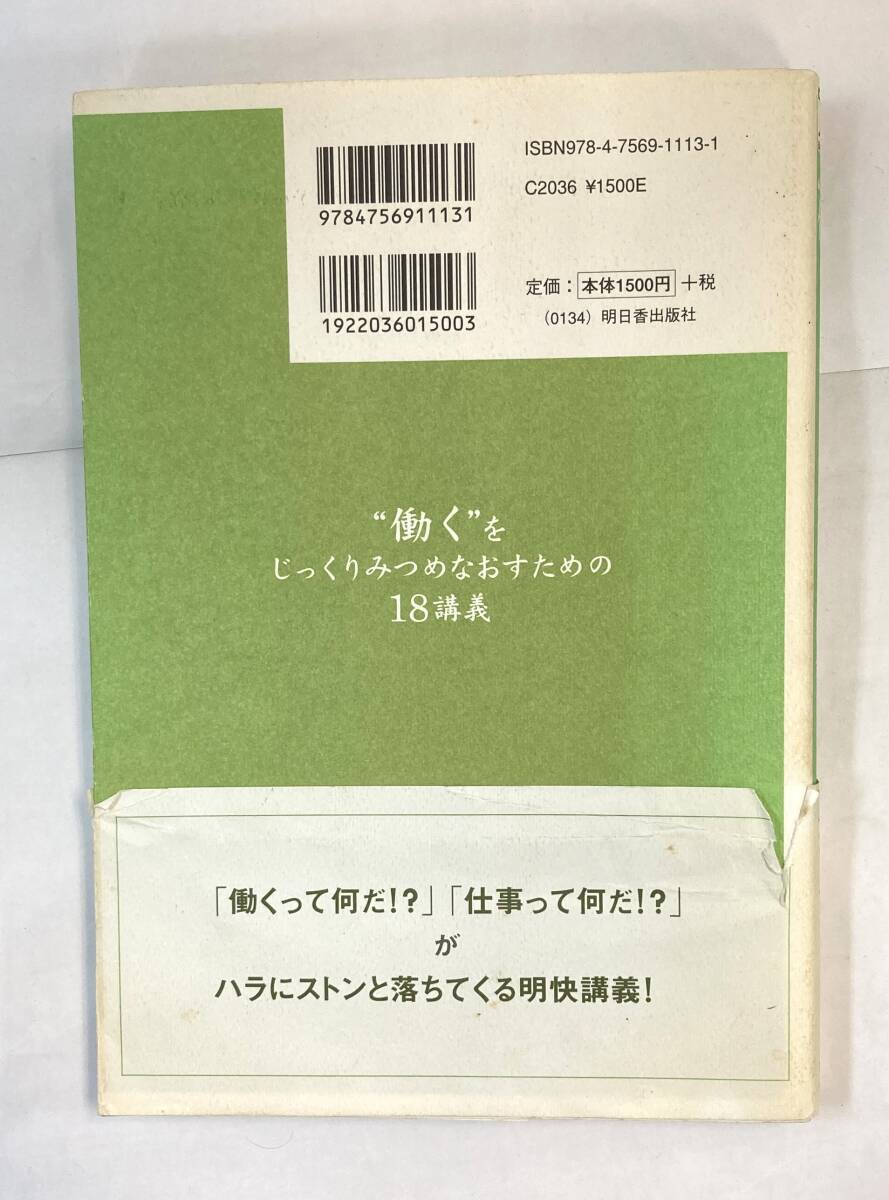 ISBN978-4-7569-1113-1
C2036 ¥1500E
9784756911131
定価：本体1500円+税
(0134) 明日香出版社
1922036015003
“働く”を
じっくりみつめなおすための
18講義
「働くって何だ!?」「仕事って何だ!?」
が
ハラにストンと落ちてくる明快講義！